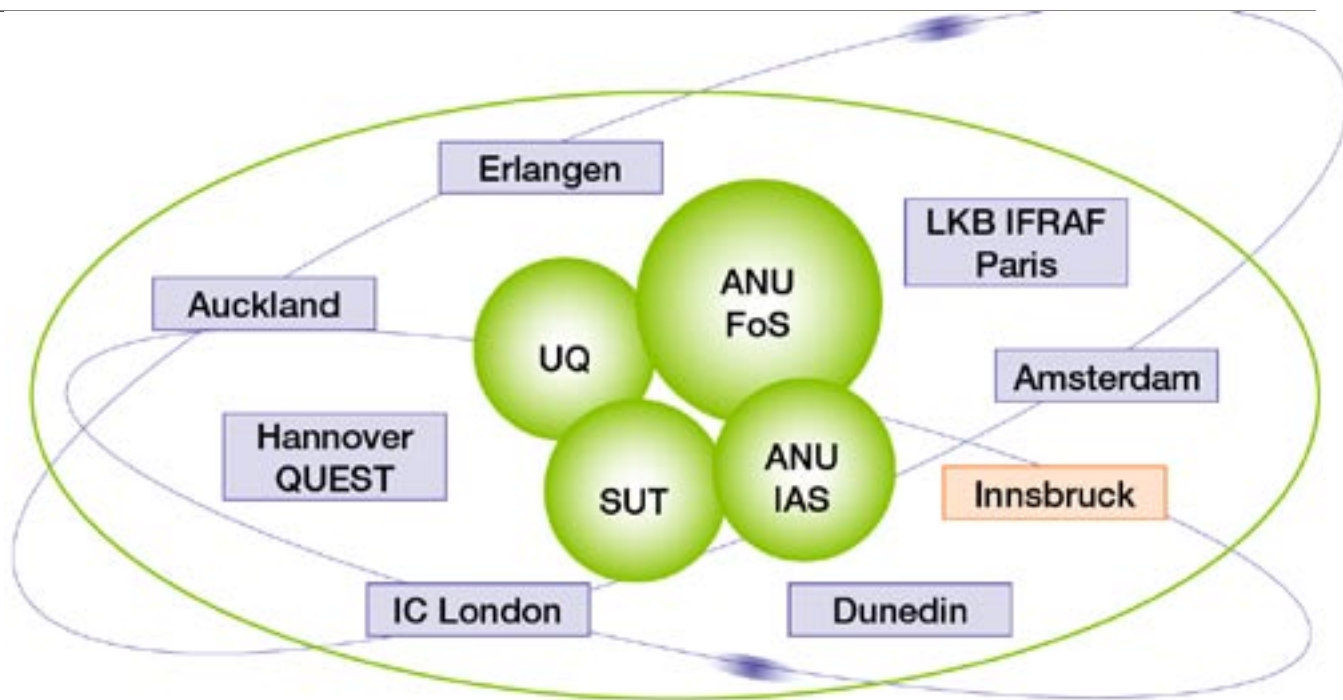 Erlangen
LKB IFRAF
Paris
ANU
FoS
Auckland
UQ
Amsterdam
Hannover
QUEST
ANU
IAS
SUT
Innsbruck
IC London
Dunedin